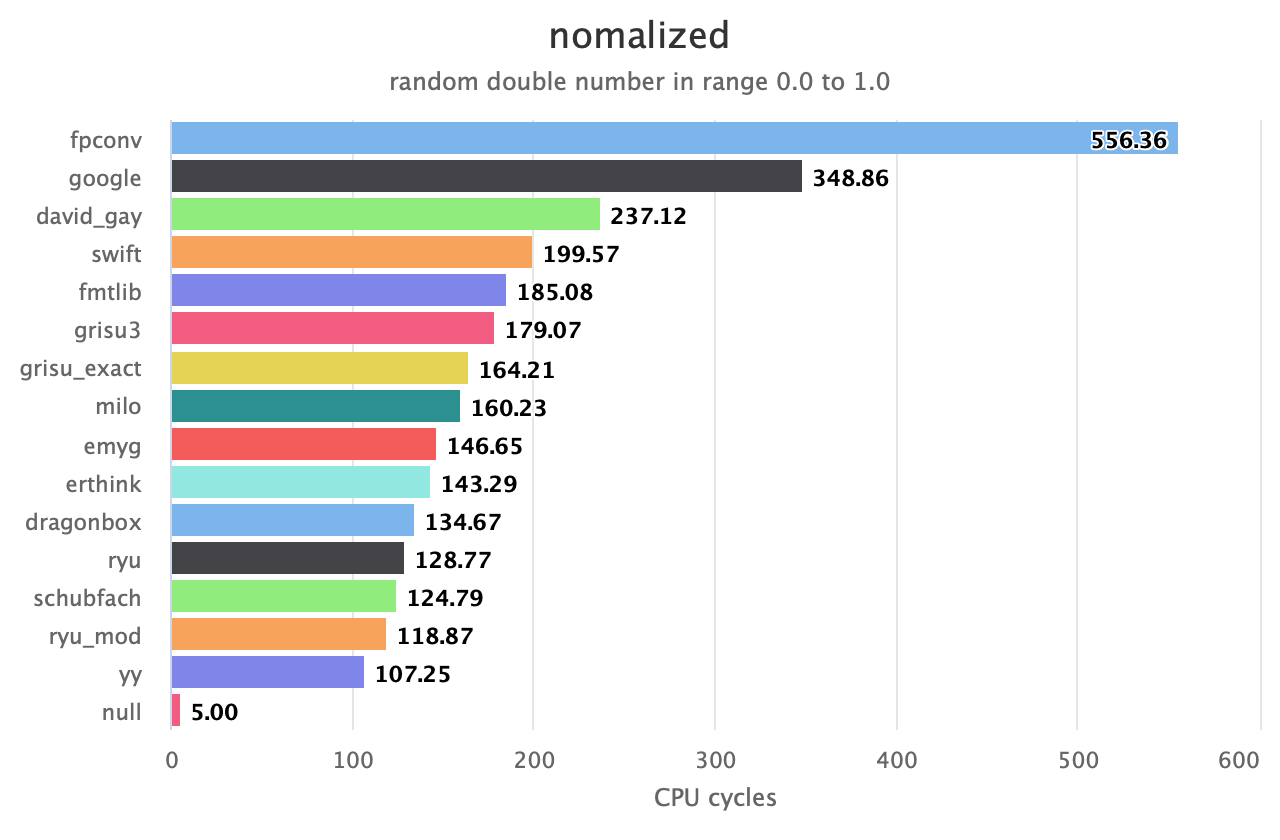 nomalized
random double number in range 0.0 to 1.0
fpconv 556.36
google 348.86
david_gay 237.12
swift 199.57
fmtlib 185.08
grisu3 179.07
grisu_exact 164.21
milo 160.23
emyg 146.65
erthink 143.29
dragonbox 134.67
ryu 128.77
schubfach 124.79
ryu_mod 118.87
yy 107.25
null 5.00
0 100 200 300 400 500 600
CPU cycles